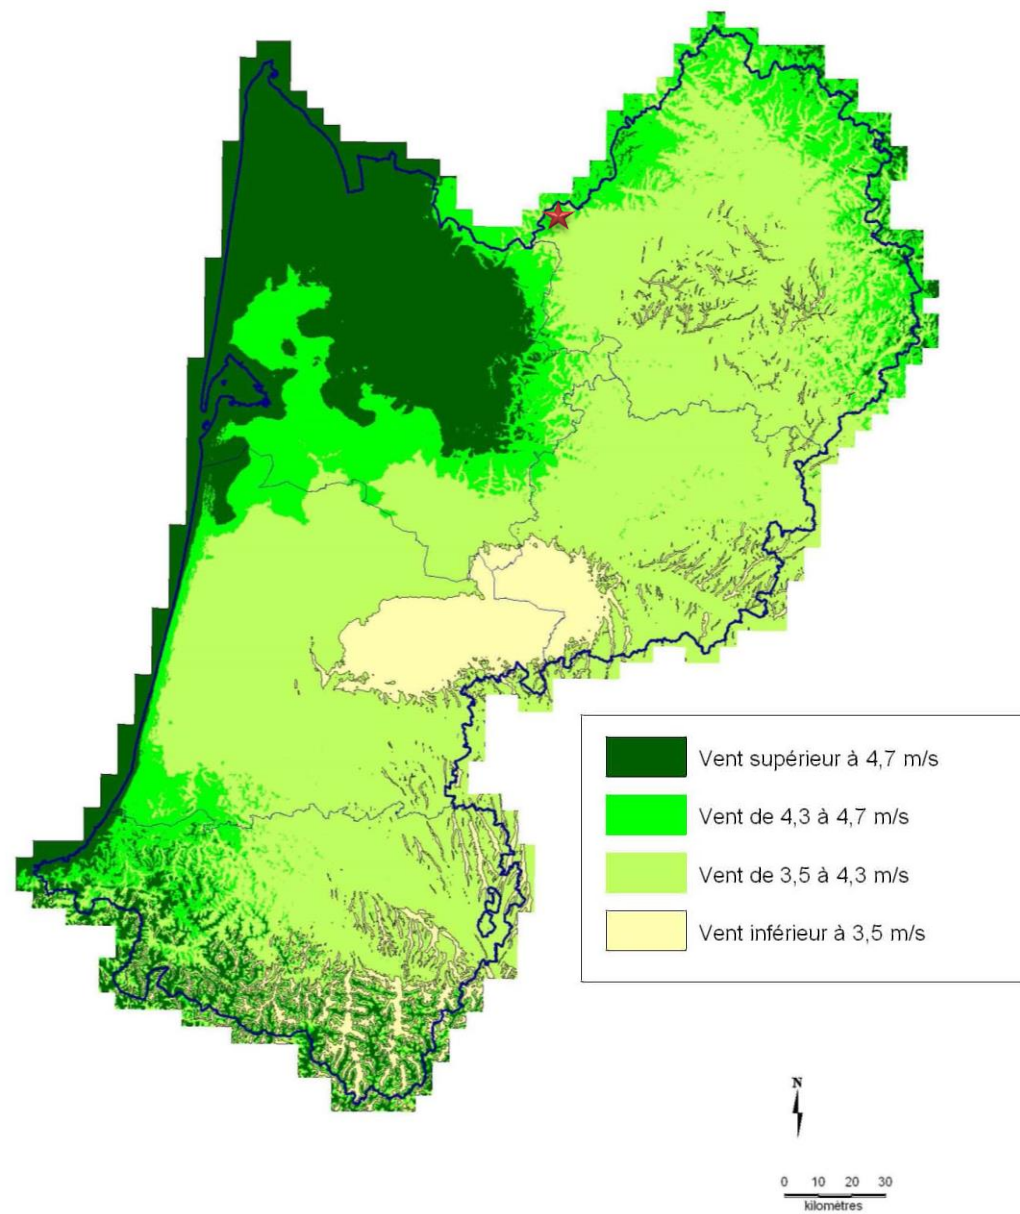 Vent supérieur à 4,7 m/s
Vent de 4,3 à 4,7 m/s
Vent de 3,5 à 4,3 m/s
Vent inférieur à 3,5 m/s
N
0 10 20 30
kilomètres